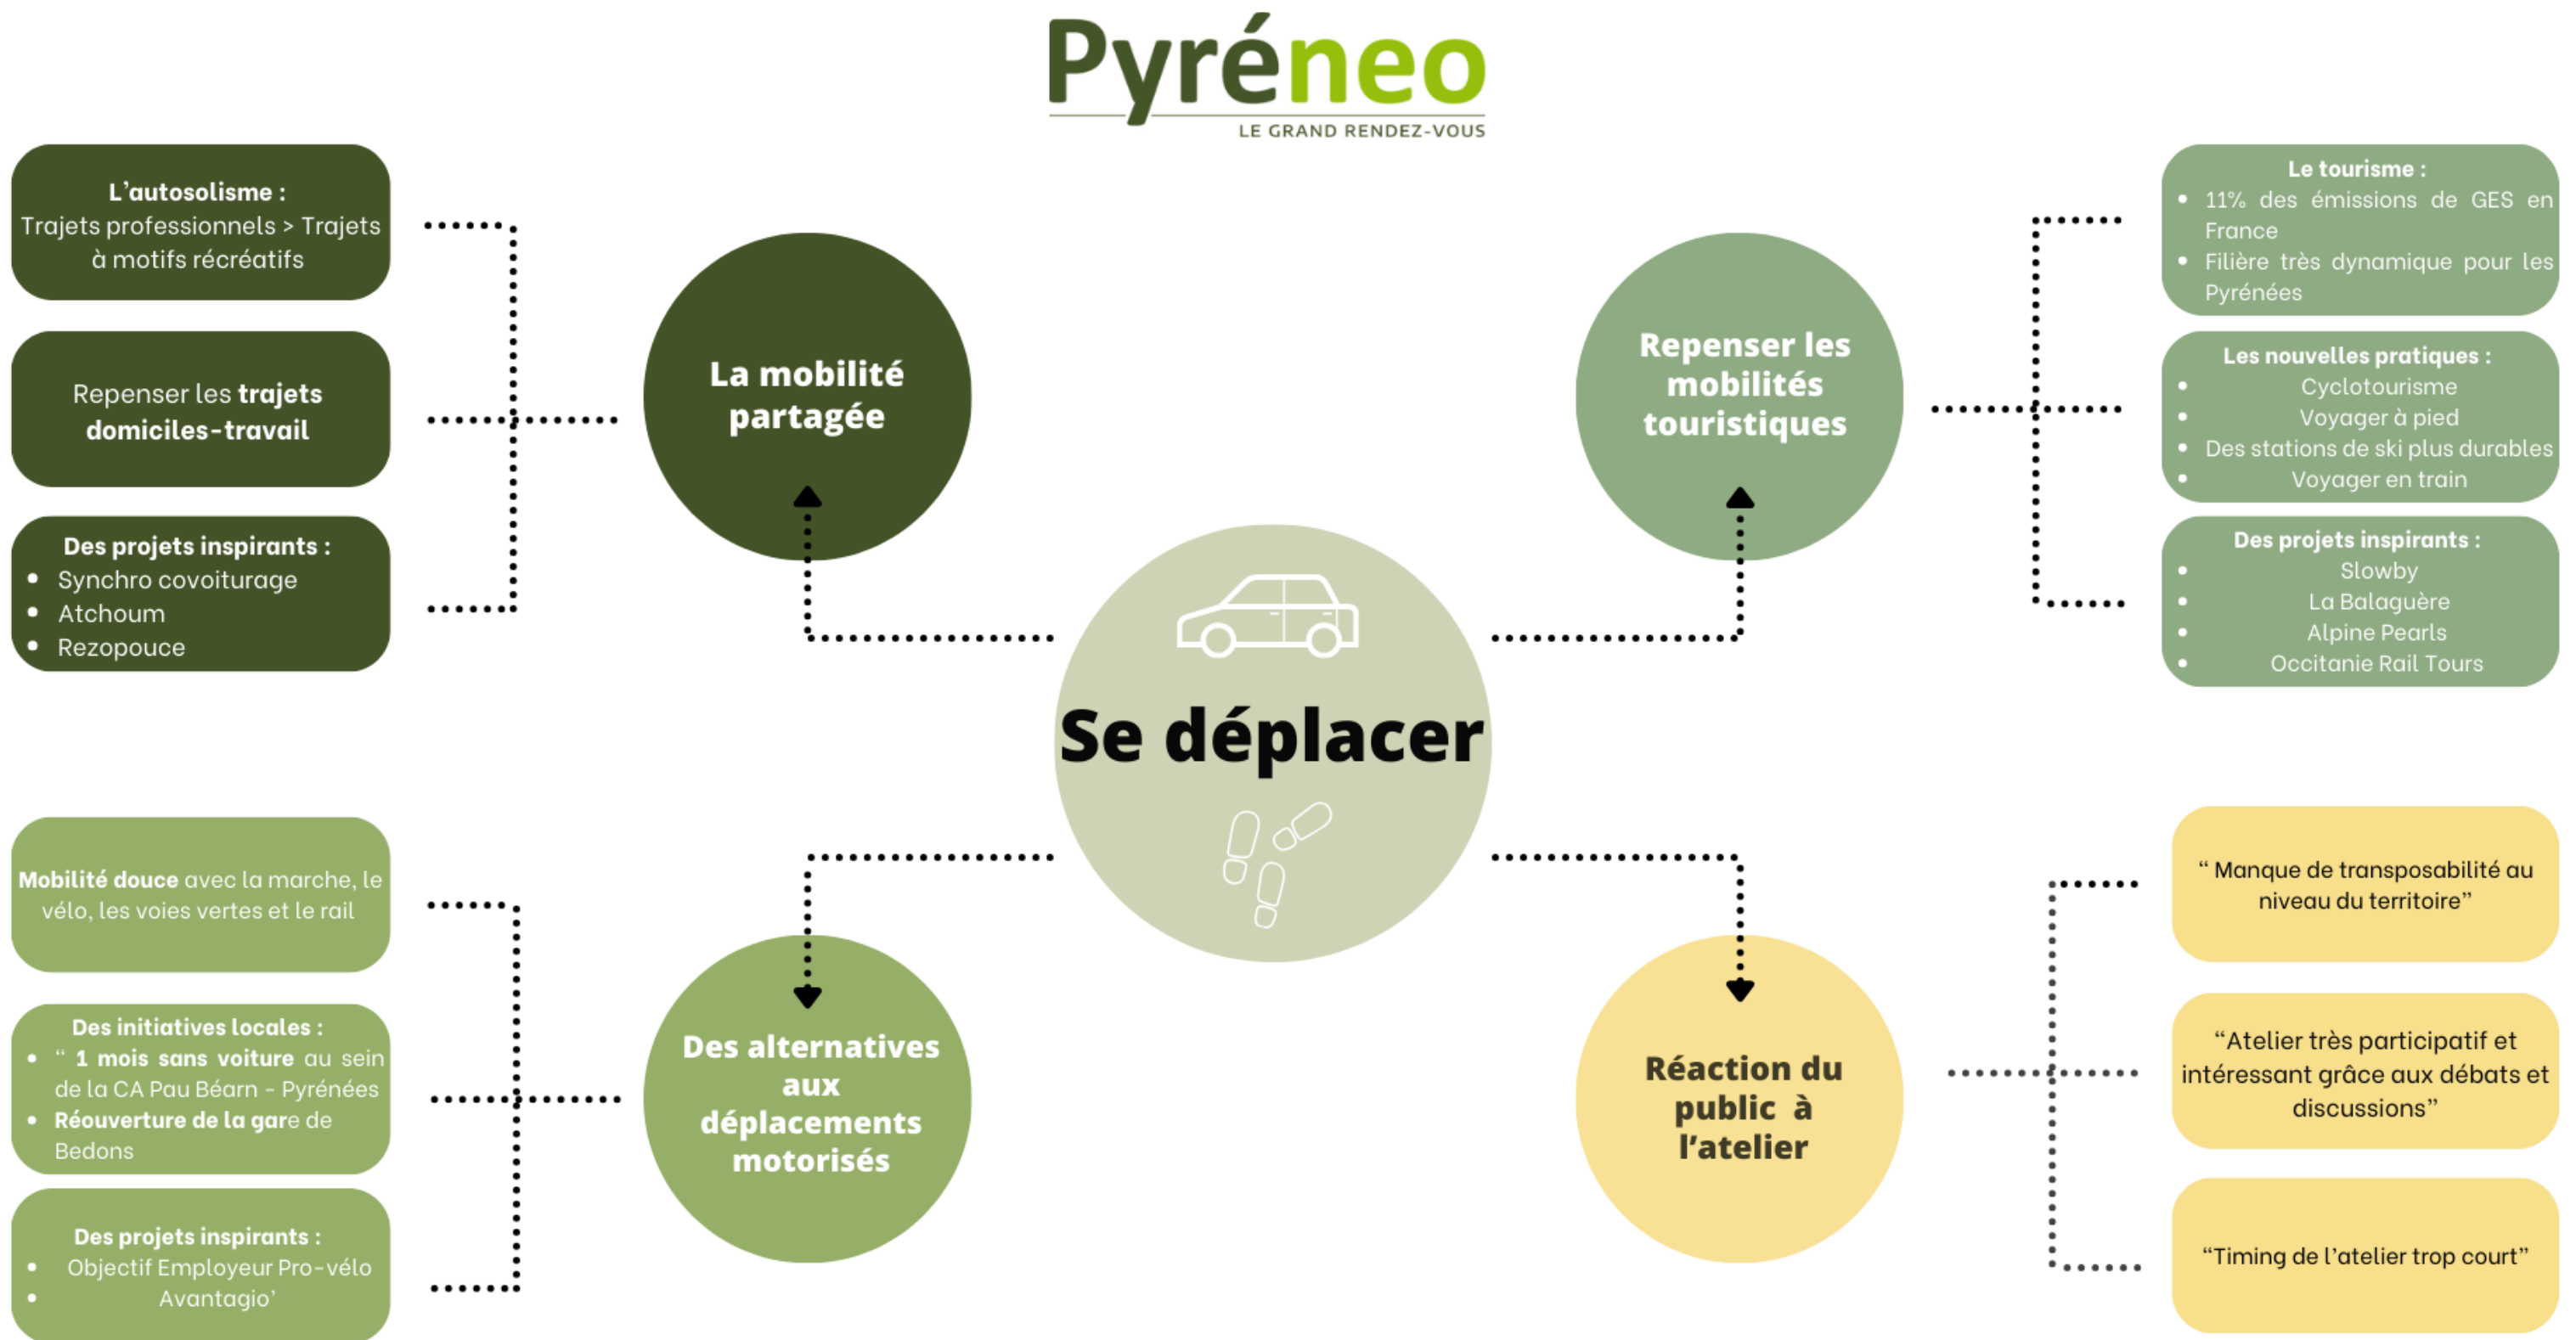 Pyréneo
LE GRAND RENDEZ-VOUS
L'autosolisme :
Trajets professionnels > Trajets
à motifs récréatifs
Repenser les trajets
domiciles-travail
Des projets inspirants :
• Synchro covoiturage
• Atchoum
• Rezopouce
La mobilité
partagée
Repenser les
mobilités
touristiques
Le tourisme :
• 11% des émissions de GES en
France
• Filière très dynamique pour les
Pyrénées
Les nouvelles pratiques :
• Cyclotourisme
• Voyager à pied
• Des stations de ski plus durables
• Voyager en train
Des projets inspirants :
• Slowby
• La Balaguère
• Alpine Pearls
• Occitanie Rail Tours
Se déplacer
Mobilité douce avec la marche, le
vélo, les voies vertes et le rail
Des initiatives locales :
• “ 1 mois sans voiture au sein
de la CA Pau Béarn - Pyrénées
• Réouverture de la gare de
Bedons
Des projets inspirants :
• Objectif Employeur Pro-vélo
• Avantagio’
Des alternatives
aux
déplacements
motorisés
Réaction du
public à
l’atelier
“ Manque de transposabilité au
niveau du territoire”
“Atelier très participatif et
intéressant grâce aux débats et
discussions”
“Timing de l’atelier trop court”